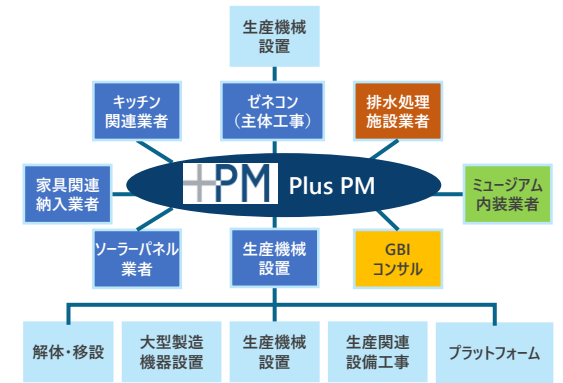 生産機械
設置
キッチン
関連業者
ゼネコン
（主体工事）
排水処理
施設業者
家具関連
納入業者
+PM Plus PM
ミュージアム
内装業者
ソーラーパネル
業者
生産機械
設置
GBI
コンサル
解体・移設
大型製造
機器設置
生産機械
設置
生産関連
設備工事
プラットフォーム